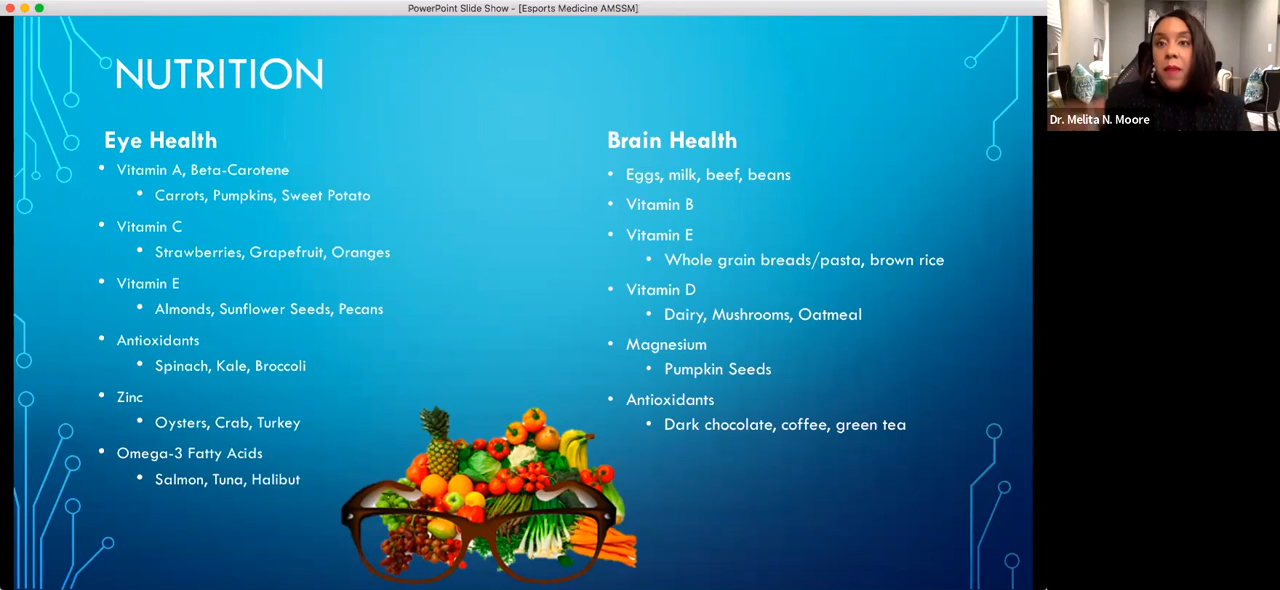 PowerPoint Slide Show - [Esports Medicine AMSSM]
NUTRITION
Eye Health
• Vitamin A, Beta-Carotene
• Carrots, Pumpkins, Sweet Potato
• Vitamin C
• Strawberries, Grapefruit, Oranges
• Vitamin E
• Almonds, Sunflower Seeds, Pecans
• Antioxidants
• Spinach, Kale, Broccoli
• Zinc
• Oysters, Crab, Turkey
• Omega-3 Fatty Acids
• Salmon, Tuna, Halibut
Brain Health
• Eggs, milk, beef, beans
• Vitamin B
• Vitamin E
• Whole grain breads/pasta, brown rice
• Vitamin D
• Dairy, Mushrooms, Oatmeal
• Magnesium
• Pumpkin Seeds
• Antioxidants
• Dark chocolate, coffee, green tea
Dr. Melita N. Moore